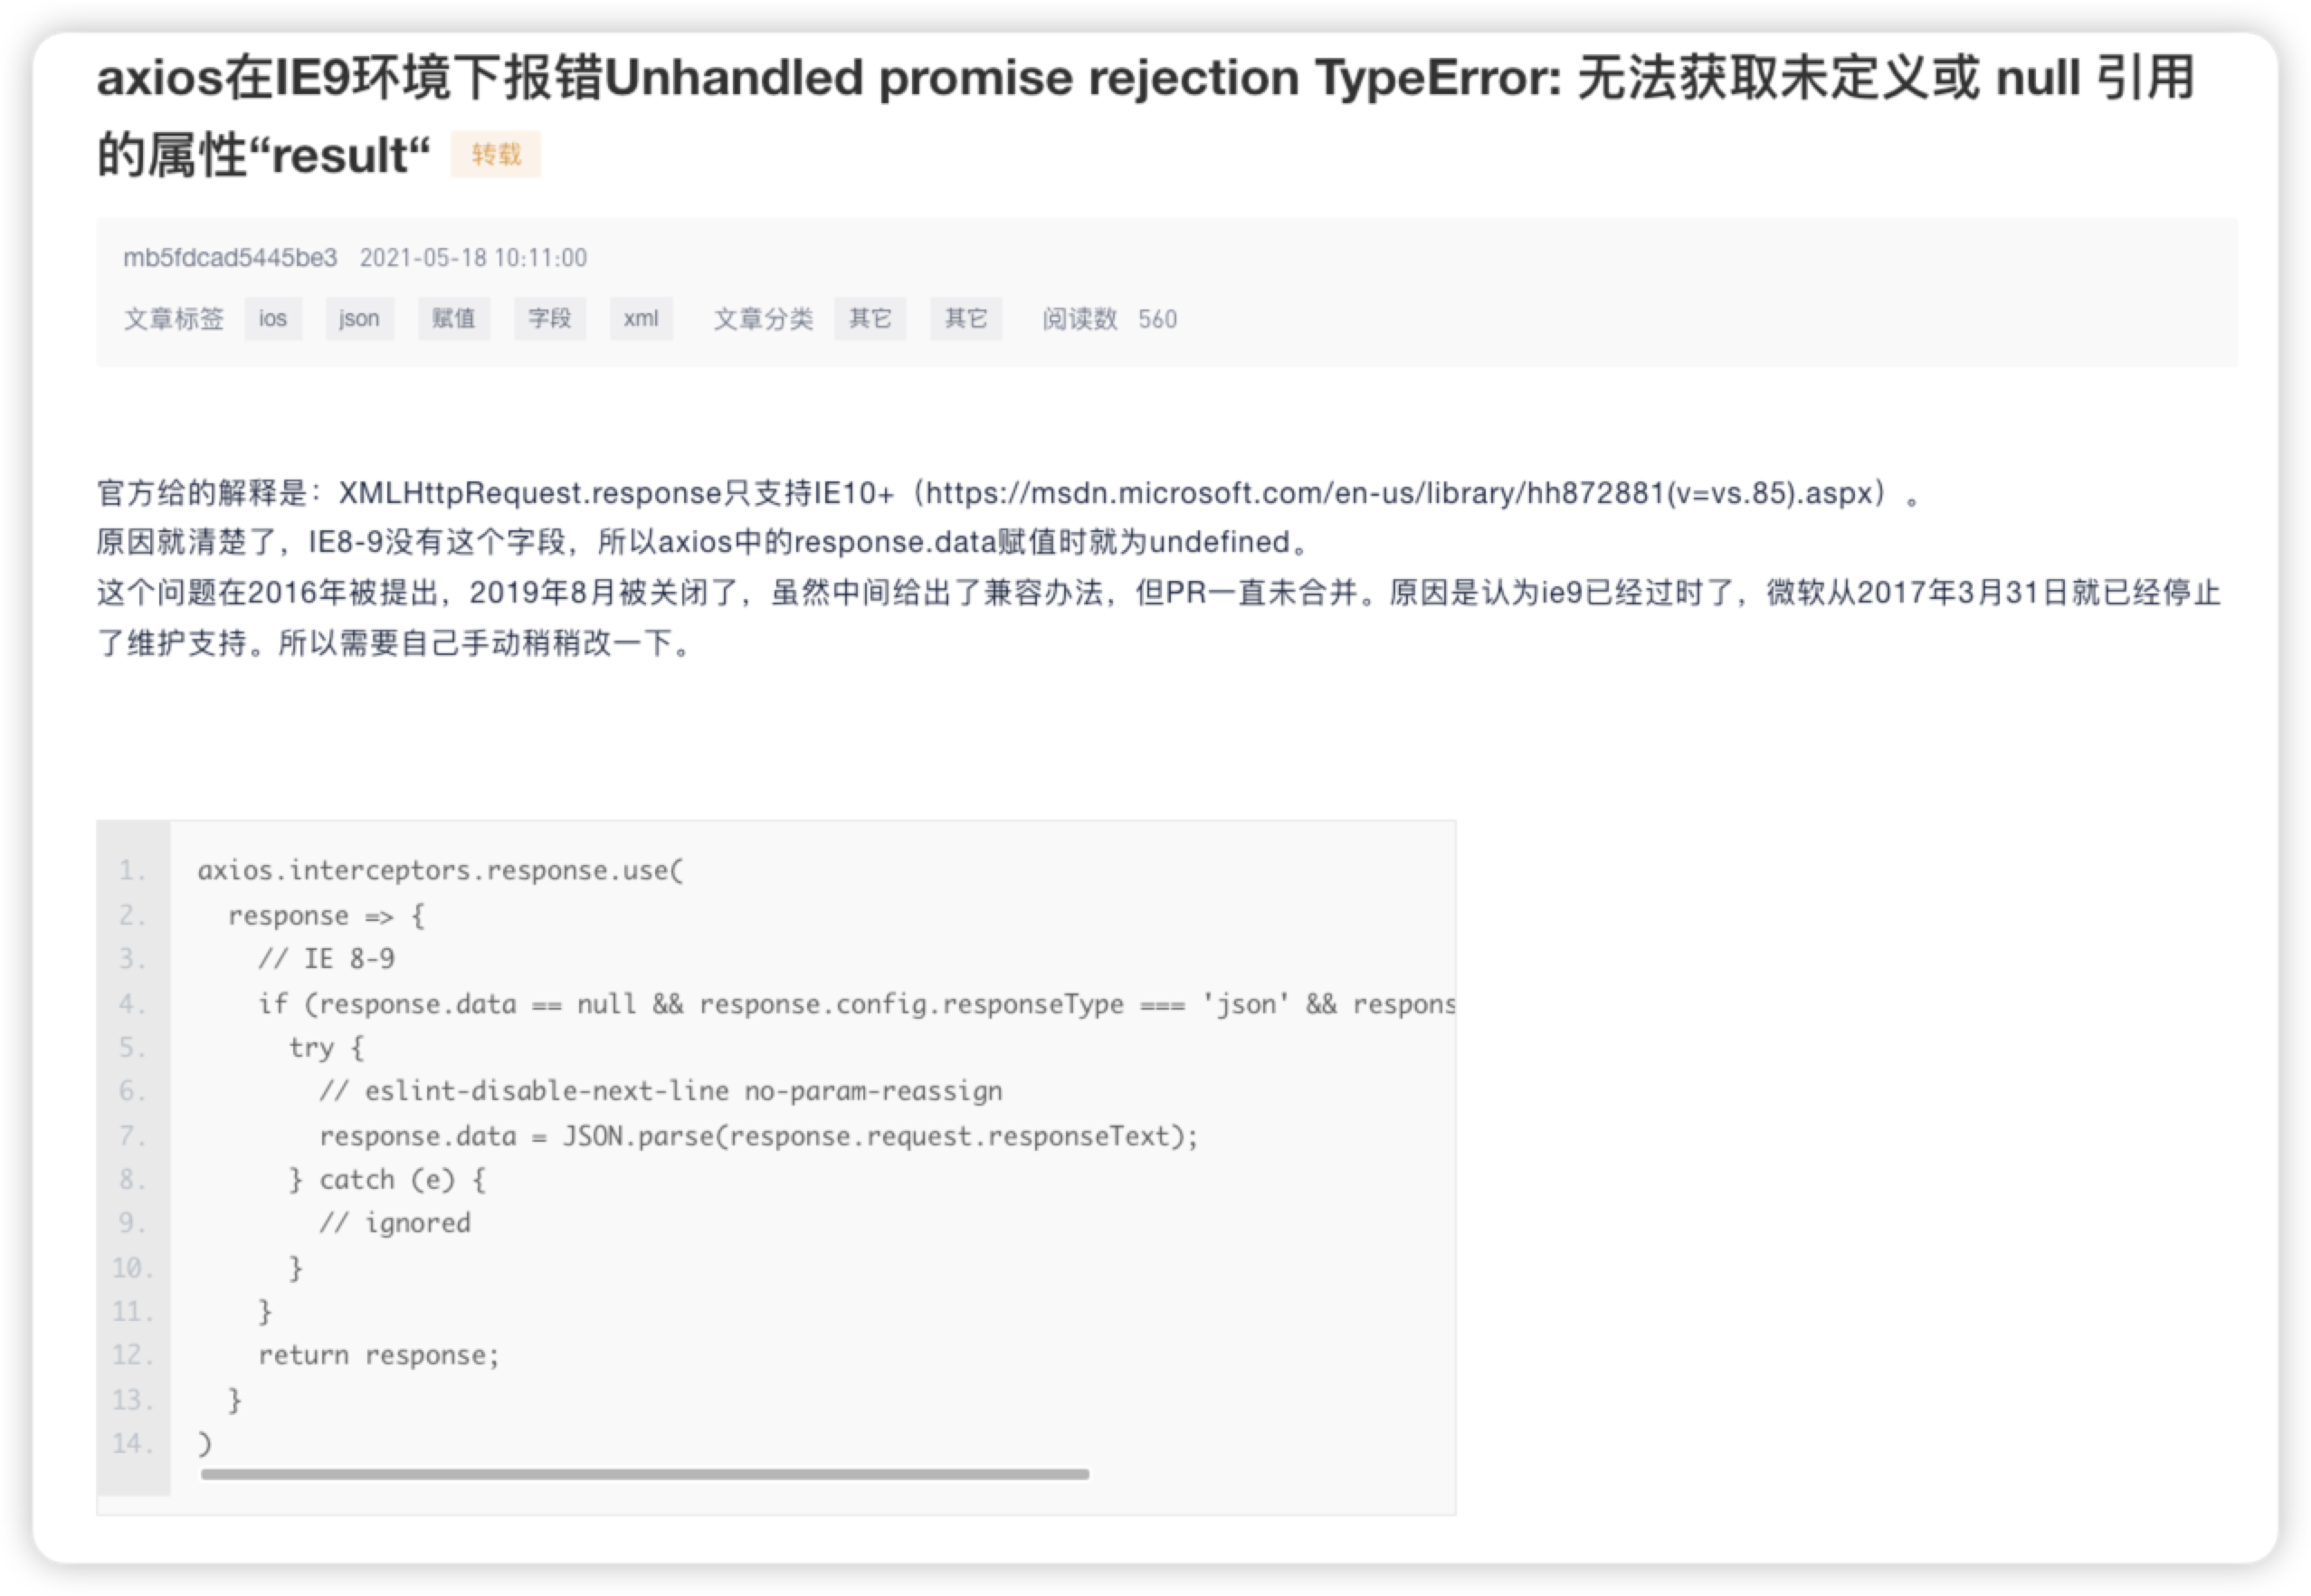 axios在IE9环境下报错Unhandled promise rejection TypeError: 无法获取未定义或 null 引用
的属性“result“ 转载
mb5fdcad5445be3 2021-05-18 10:11:00
文章标签 ios json 赋值 字段 xml 文章分类 其它 其它 阅读数 560
官方给的解释是：XMLHttpRequest.response只支持IE10+（https://msdn.microsoft.com/en-us/library/hh872881(v=vs.85).aspx）。
原因就清楚了，IE8-9没有这个字段，所以axios中的response.data赋值时就为undefined。
这个问题在2016年被提出，2019年8月被关闭了，虽然中间给出了兼容办法，但PR一直未合并。原因是认为ie9已经过时了，微软从2017年3月31日就已经停止
了维护支持。所以需要自己手动稍稍改一下。
1. axios.interceptors.response.use(
2.   response => {
3.     // IE 8-9
4.     if (response.data == null && response.config.responseType === 'json' && respons
5.       try {
6.         // eslint-disable-next-line no-param-reassign
7.         response.data = JSON.parse(response.request.responseText);
8.       } catch (e) {
9.         // ignored
10.       }
11.     }
12.     return response;
13.   }
14. )